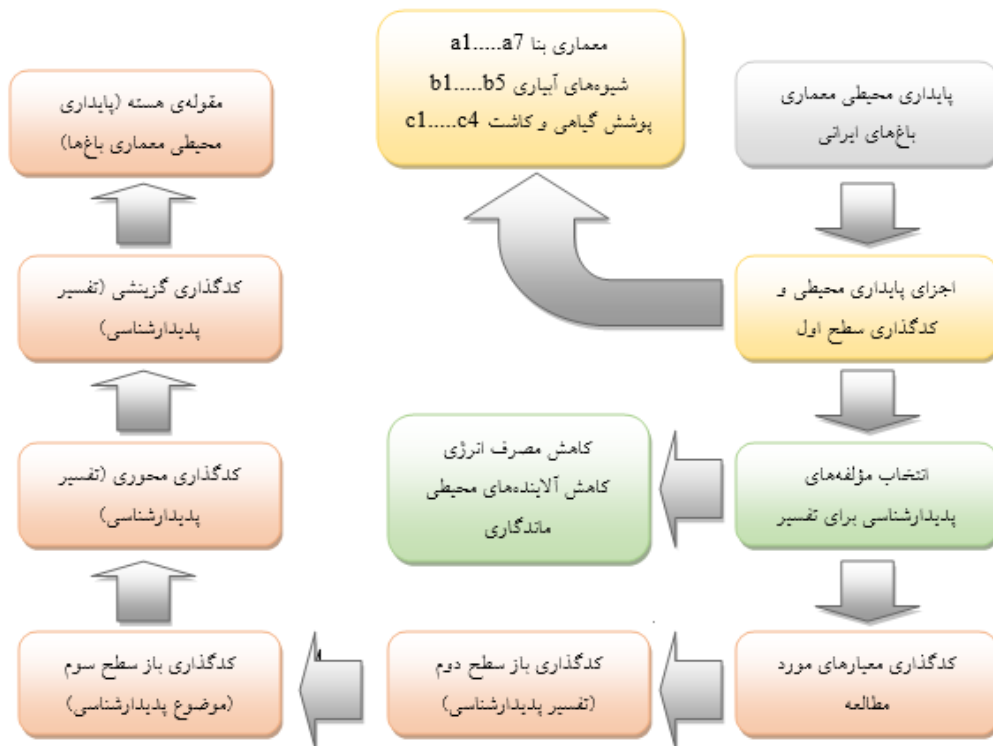 پایداری محیطی معماری
باغ‌های ایرانی
اجزای پایداری محیطی و
کدگذاری سطح اول
معماری بنا a1.....a7
شیوه‌های آبیاری b1.....b5
پوشش گیاهی و کاشت c1.....c4
انتخاب مؤلفه‌های
پدیدارشناسی برای تفسیر
کاهش مصرف انرژی
کاهش آلاینده‌های محیطی
ماندگاری
کدگذاری معیارهای مورد
مطالعه
کدگذاری باز سطح دوم
(تفسیر پدیدارشناسی)
کدگذاری باز سطح سوم
(موضوع پدیدارشناسی)
کدگذاری محوری (تفسیر
پدیدارشناسی)
کدگذاری گزینشی (تفسیر
پدیدارشناسی)
مقوله‌ی هسته (پایداری
محیطی معماری باغ‌ها)